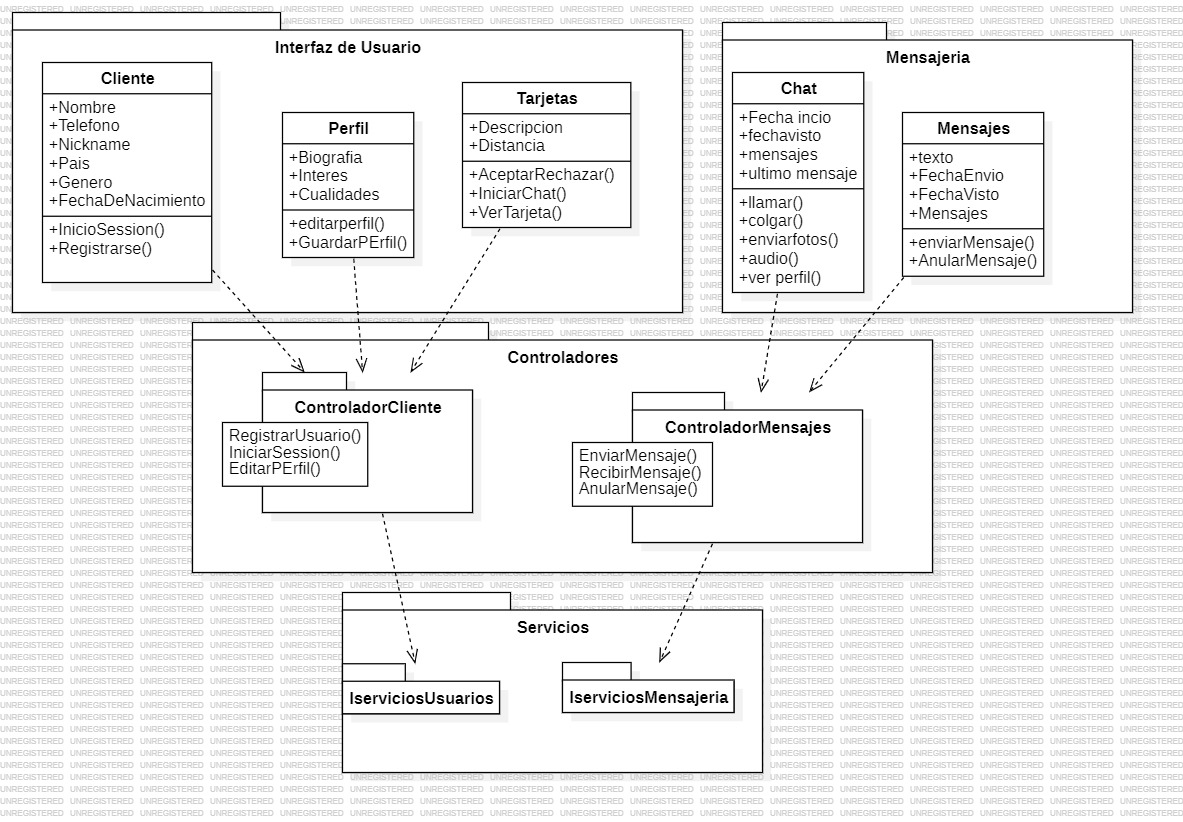 Interfaz de Usuario
Cliente
+Nombre
+Telefono
+Nickname
+Pais
+Genero
+FechaDeNacimiento
+InicioSession()
+Registrarse()
Perfil
+Biografia
+Interes
+Cualidades
+editarperfil()
+GuardarPErfil()
Tarjetas
+Descripcion
+Distancia
+AceptarRechazar()
+IniciarChat()
+VerTarjeta()
Mensajeria
Chat
+Fecha incio
+fechavisto
+mensajes
+ultimo mensaje
+llamar()
+colgar()
+enviarfotos()
+audio()
+ver perfil()
Mensajes
+texto
+FechaEnvio
+FechaVisto
+Mensajes
+enviarMensaje()
+AnularMensaje()
Controladores
ControladorCliente
RegistrarUsuario()
IniciarSession()
EditarPErfil()
ControladorMensajes
EnviarMensaje()
RecibirMensaje()
AnularMensaje()
Servicios
IserviciosUsuarios
IserviciosMensajeria
UNREGISTERED